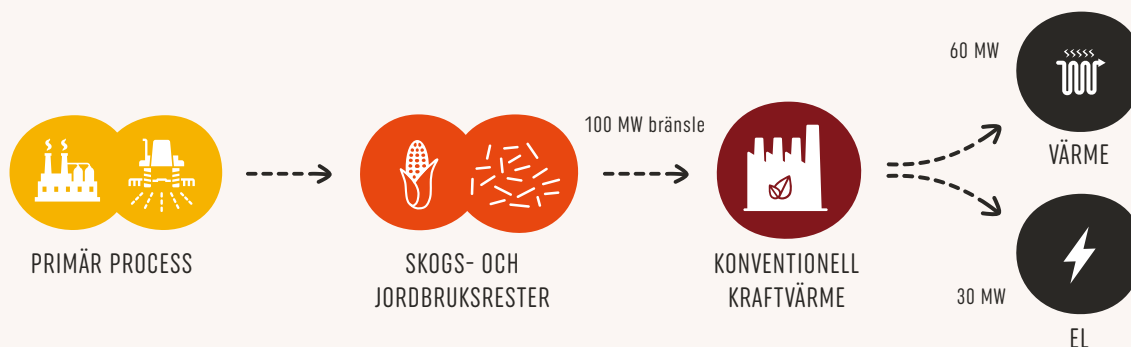 PRIMÄR PROCESS
SKOGS- OCH
JORDBRUKSRESTER
100 MW bränsle
KONVENTIONELL
KRAFTVÄRME
60 MW
VÄRME
30 MW
EL